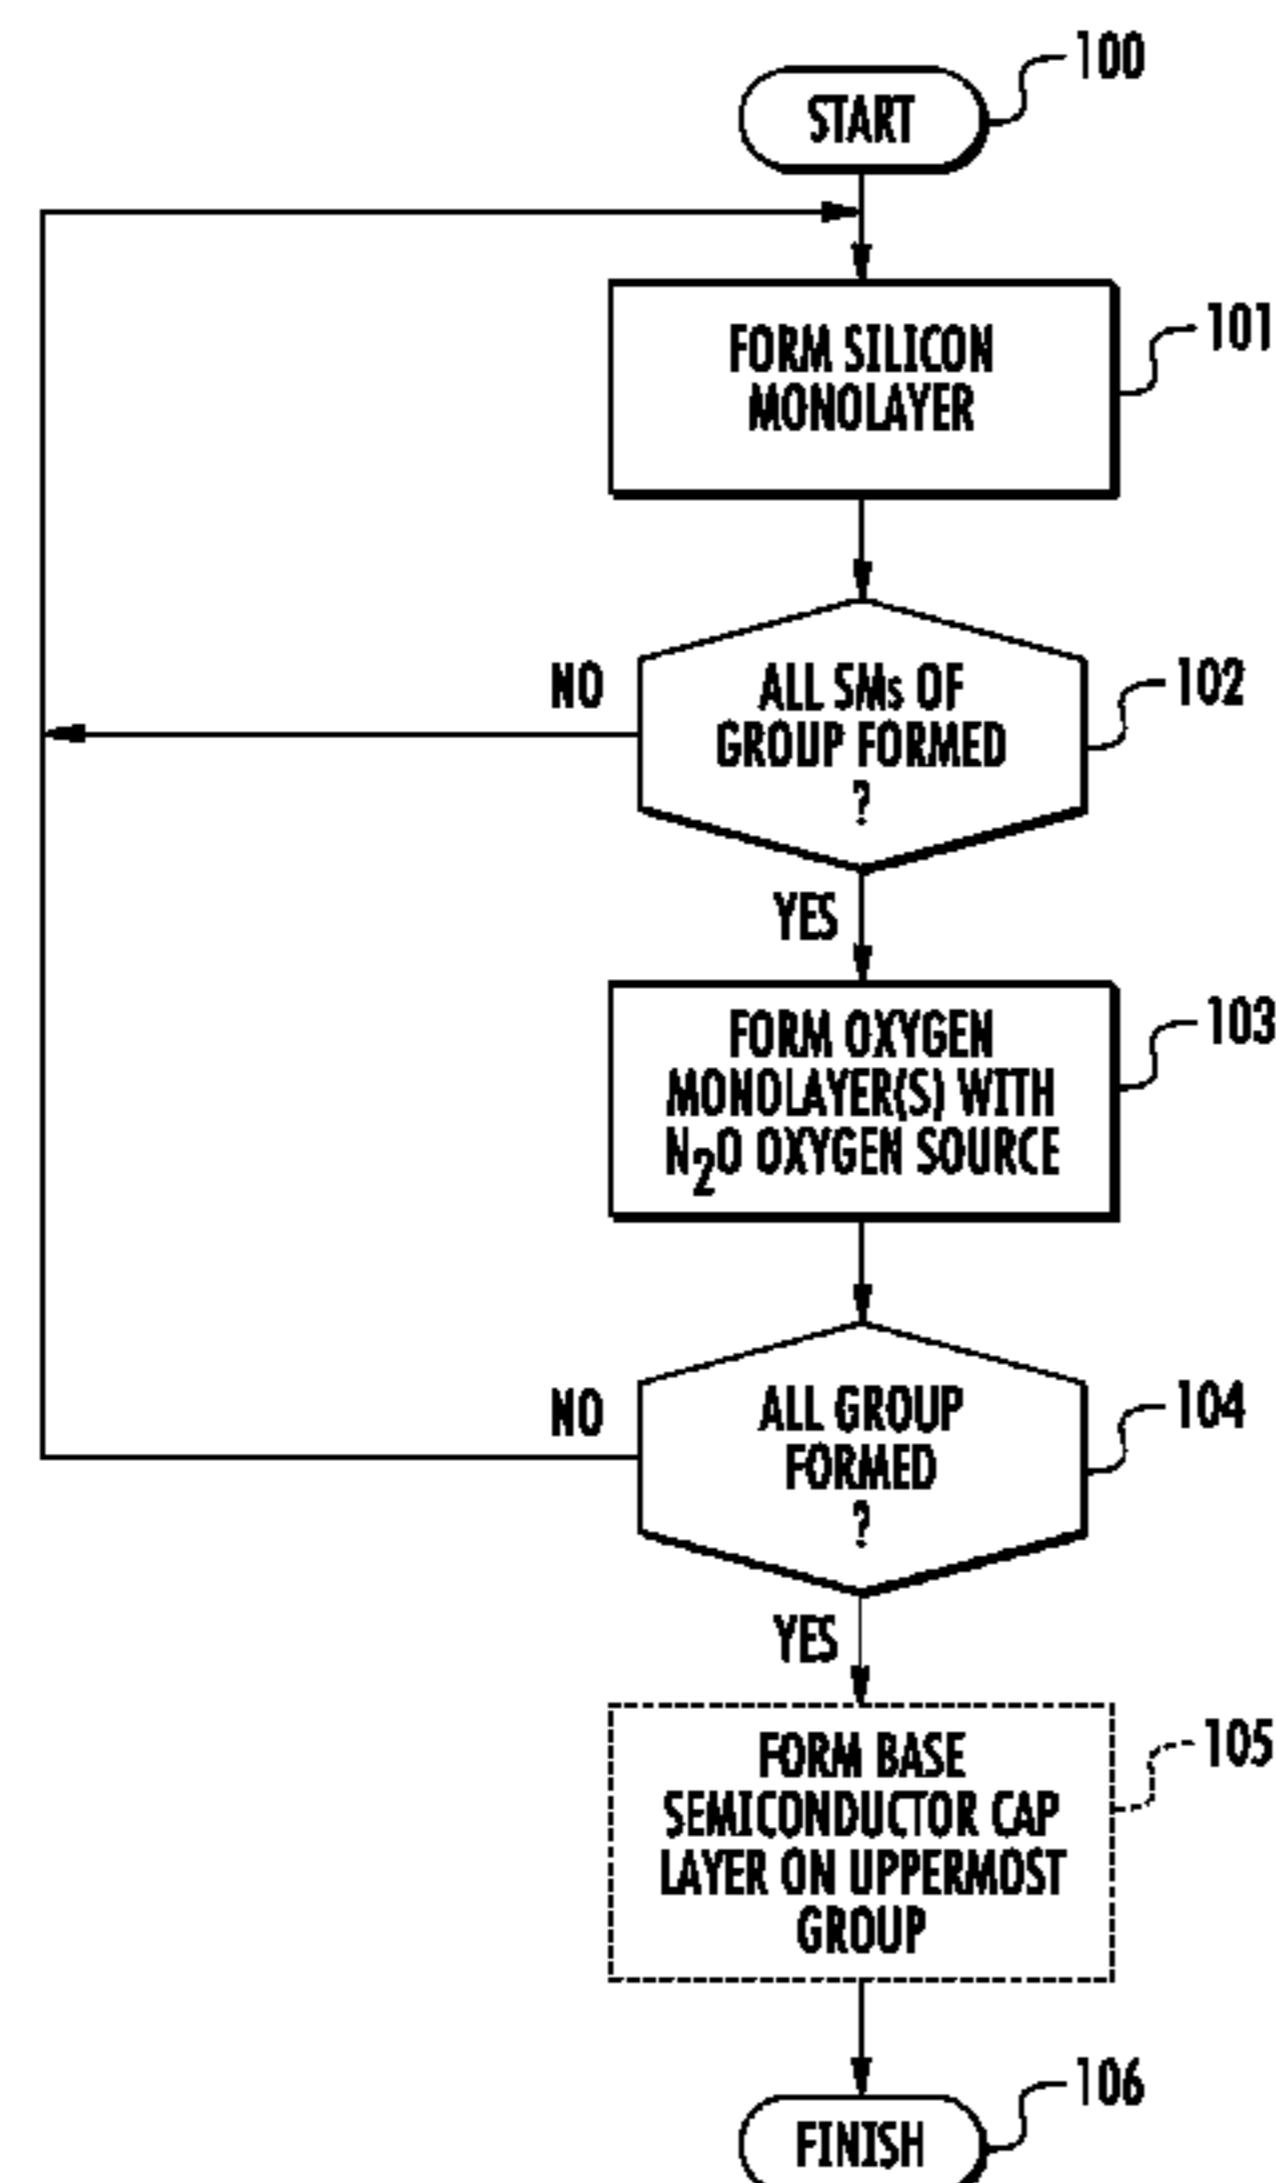 100
START
101
FORM SILICON
MONOLAYER
102
NO
ALL SMs OF
GROUP FORMED
?
YES
103
FORM OXYGEN
MONOLAYER(S) WITH
N2O OXYGEN SOURCE
104
NO
ALL GROUP
FORMED
?
YES
105
FORM BASE
SEMICONDUCTOR CAP
LAYER ON UPPERMOST
GROUP
106
FINISH